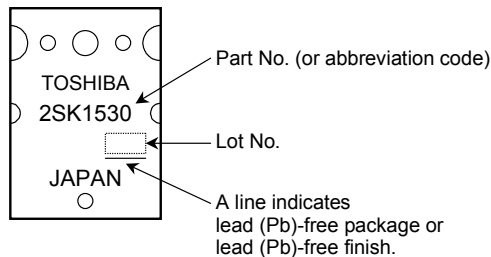 TOSHIBA
2SK1530
JAPAN
Part No. (or abbreviation code)
Lot No.
A line indicates
lead (Pb)-free package or
lead (Pb)-free finish.